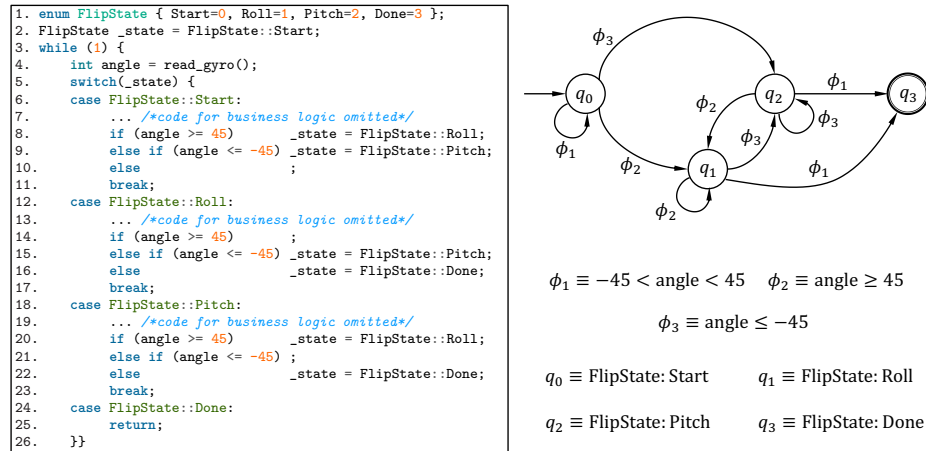 1. enum FlipState { Start=0, Roll=1, Pitch=2, Done=3 };
2. FlipState _state = FlipState::Start;
3. while (1) {
4. int angle = read_gyro();
5. switch(_state) {
6. case FlipState::Start:
7. ... /*code for business logic omitted*/
8. if (angle >= 45) _state = FlipState::Roll;
9. else if (angle <= -45) _state = FlipState::Pitch;
10. else ;
11. break;
12. case FlipState::Roll:
13. ... /*code for business logic omitted*/
14. if (angle >= 45) ;
15. else if (angle <= -45) _state = FlipState::Pitch;
16. else _state = FlipState::Done;
17. break;
18. case FlipState::Pitch:
19. ... /*code for business logic omitted*/
20. if (angle >= 45) _state = FlipState::Roll;
21. else if (angle <= -45) ;
22. else _state = FlipState::Done;
23. break;
24. case FlipState::Done:
25. return;
26. }}
ϕ₃
q₀
ϕ₁
ϕ₂
q₂
ϕ₁
q₃
ϕ₂
ϕ₃
ϕ₃
q₁
ϕ₂
ϕ₁
ϕ₁ ≡ −45 < angle < 45 ϕ₂ ≡ angle ≥ 45
ϕ₃ ≡ angle ≤ −45
q₀ ≡ FlipState: Start q₁ ≡ FlipState: Roll
q₂ ≡ FlipState: Pitch q₃ ≡ FlipState: Done